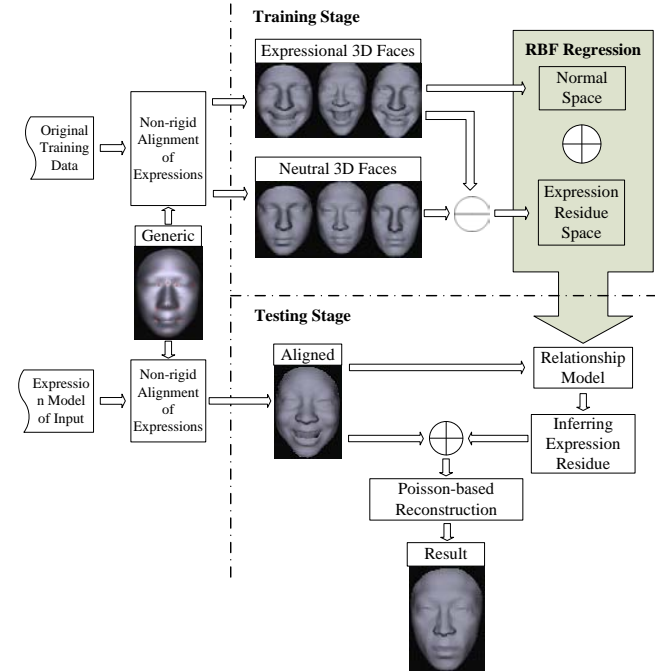 Training Stage
Expressional 3D Faces
RBF Regression
Normal
Space
Original
Training
Data
Non-rigid
Alignment
of
Expressions
Neutral 3D Faces
Expression
Residue
Space
Generic
Testing Stage
Aligned
Relationship
Model
Expressio
n Model
of Input
Non-rigid
Alignment
of
Expressions
Inferring
Expression
Residue
Poisson-based
Reconstruction
Result